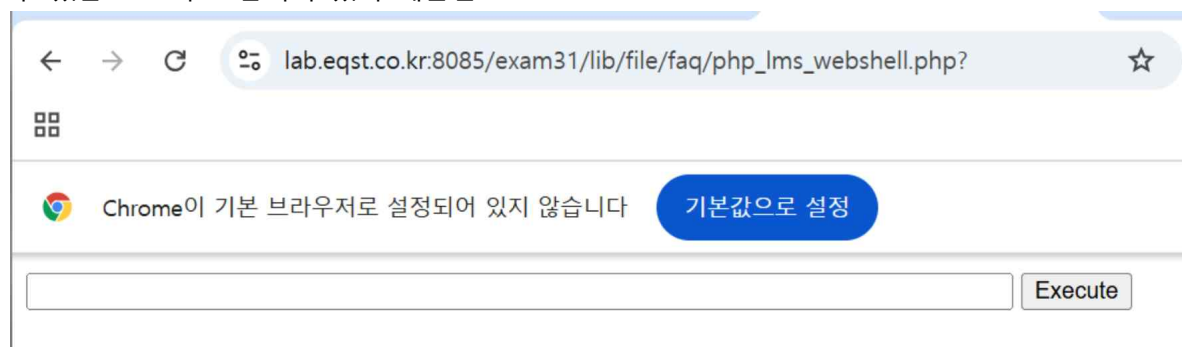 lab.eqst.co.kr:8085/exam31/lib/file/faq/php_lms_webshell.php?
Chrome이 기본 브라우저로 설정되어 있지 않습니다 기본값으로 설정
Execute